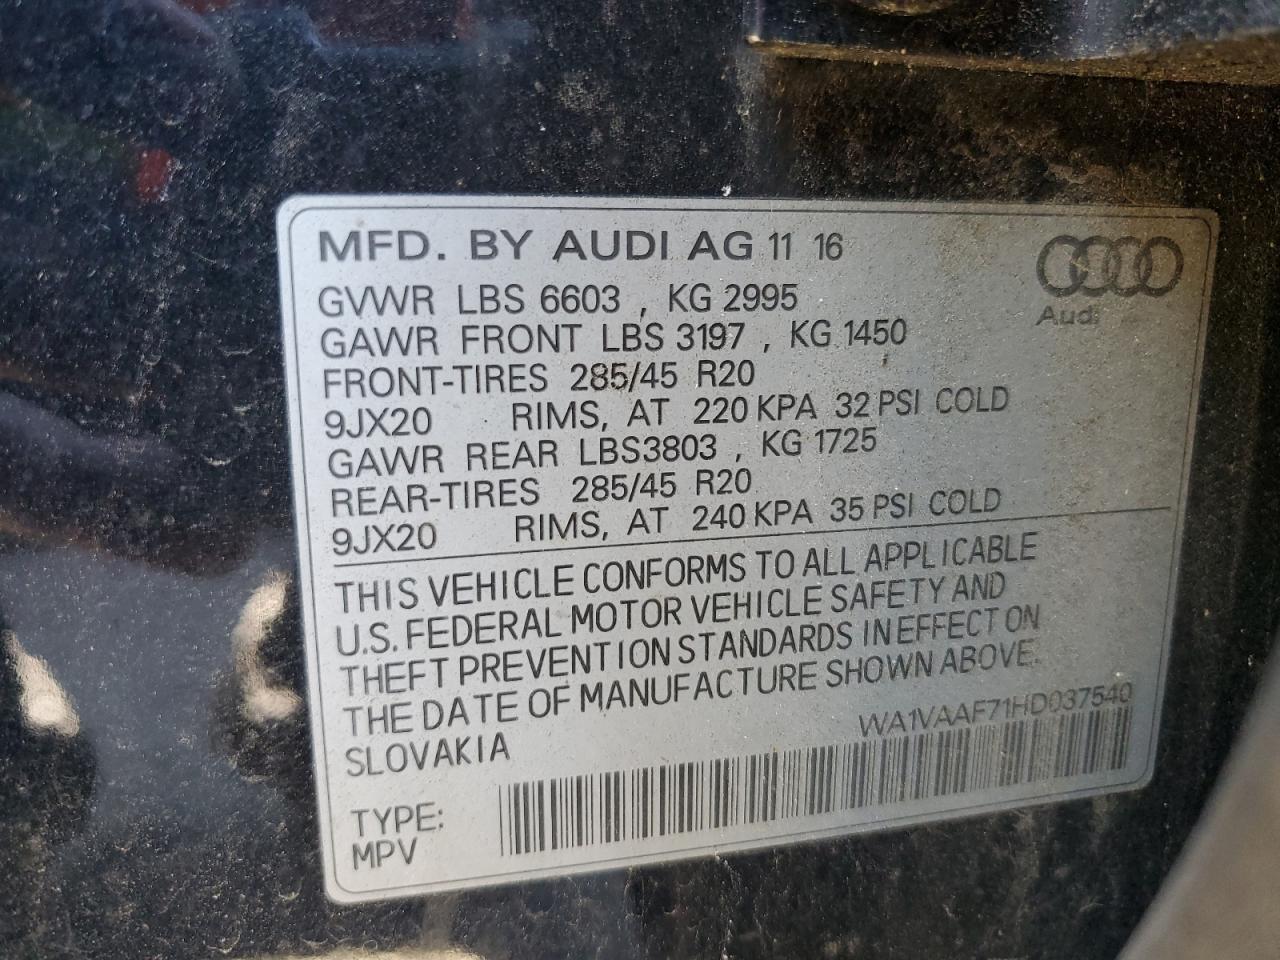 MFD. BY AUDI AG 11 16
Audi
GVWR LBS 6603 , KG 2995
GAWR FRONT LBS 3197 , KG 1450
FRONT-TIRES 285/45 R20
9JX20 RIMS, AT 220 KPA 32 PSI COLD
GAWR REAR LBS3803 , KG 1725
REAR-TIRES 285/45 R20
9JX20 RIMS, AT 240 KPA 35 PSI COLD
THIS VEHICLE CONFORMS TO ALL APPLICABLE
U.S. FEDERAL MOTOR VEHICLE SAFETY AND
THEFT PREVENTION STANDARDS IN EFFECT ON
THE DATE OF MANUFACTURE SHOWN ABOVE.
SLOVAKIA WA1VAAF71HD037540
TYPE:
MPV